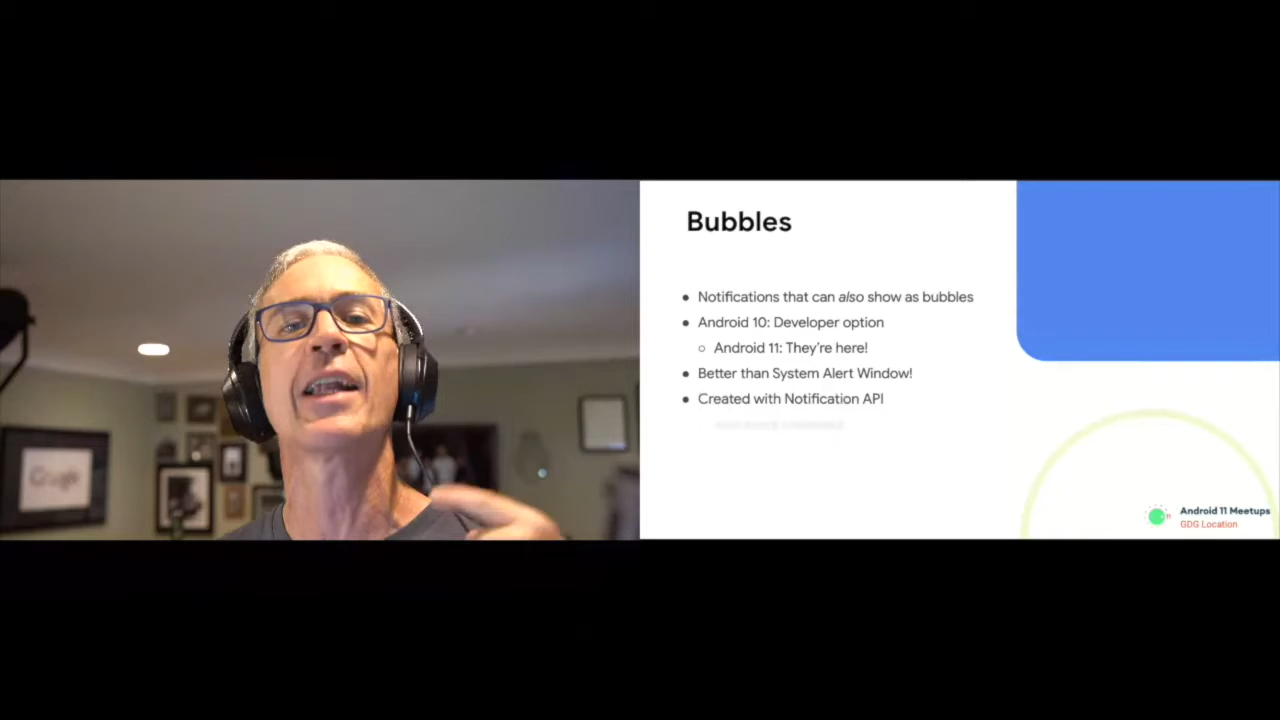 Google
Bubbles
● Notifications that can also show as bubbles
● Android 10: Developer option
○ Android 11: They're here!
● Better than System Alert Window!
● Created with Notification API
Android 11 Meetups
GDG Location